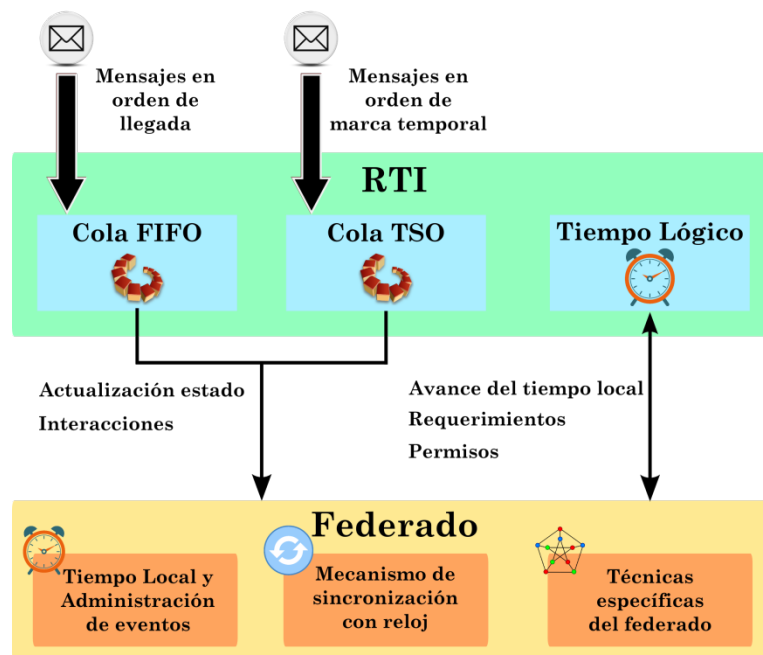 Mensajes en
orden de
llegada
Mensajes en
orden de
marca temporal
RTI
Cola FIFO
Cola TSO
Tiempo Lógico
Actualización estado
Interacciones
Avance del tiempo local
Requerimientos
Permisos
Federado
Tiempo Local y
Administración
de eventos
Mecanismo de
sincronización
con reloj
Técnicas
específicas
del federado